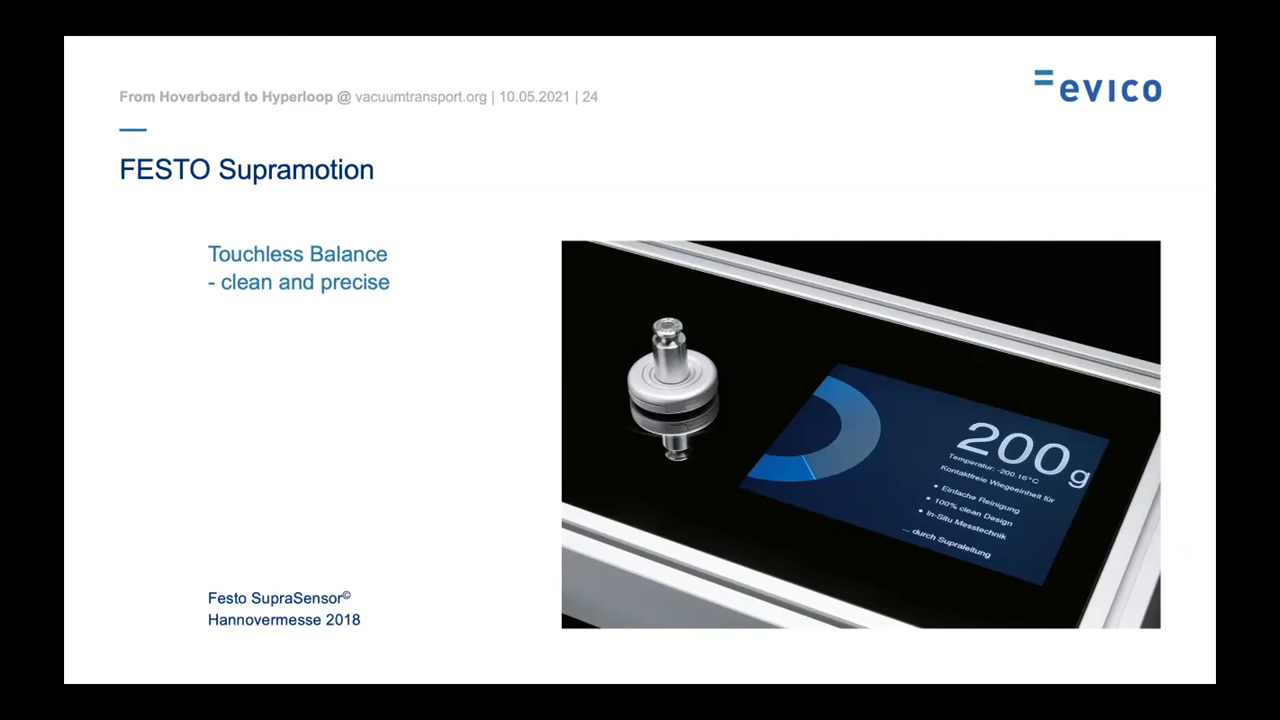 From Hoverboard to Hyperloop @ vacuumtransport.org | 10.05.2021 | 24
evico
FESTO Supramotion
Touchless Balance
- clean and precise
200g
Temperatur: -200.16°C
Kontaktfreie Wiegeeinheit für
• Einfache Reinigung
• 100% clean Design
• In-Situ Messtechnik
... durch Supraleitung
Festo SupraSensor©
Hannovermesse 2018